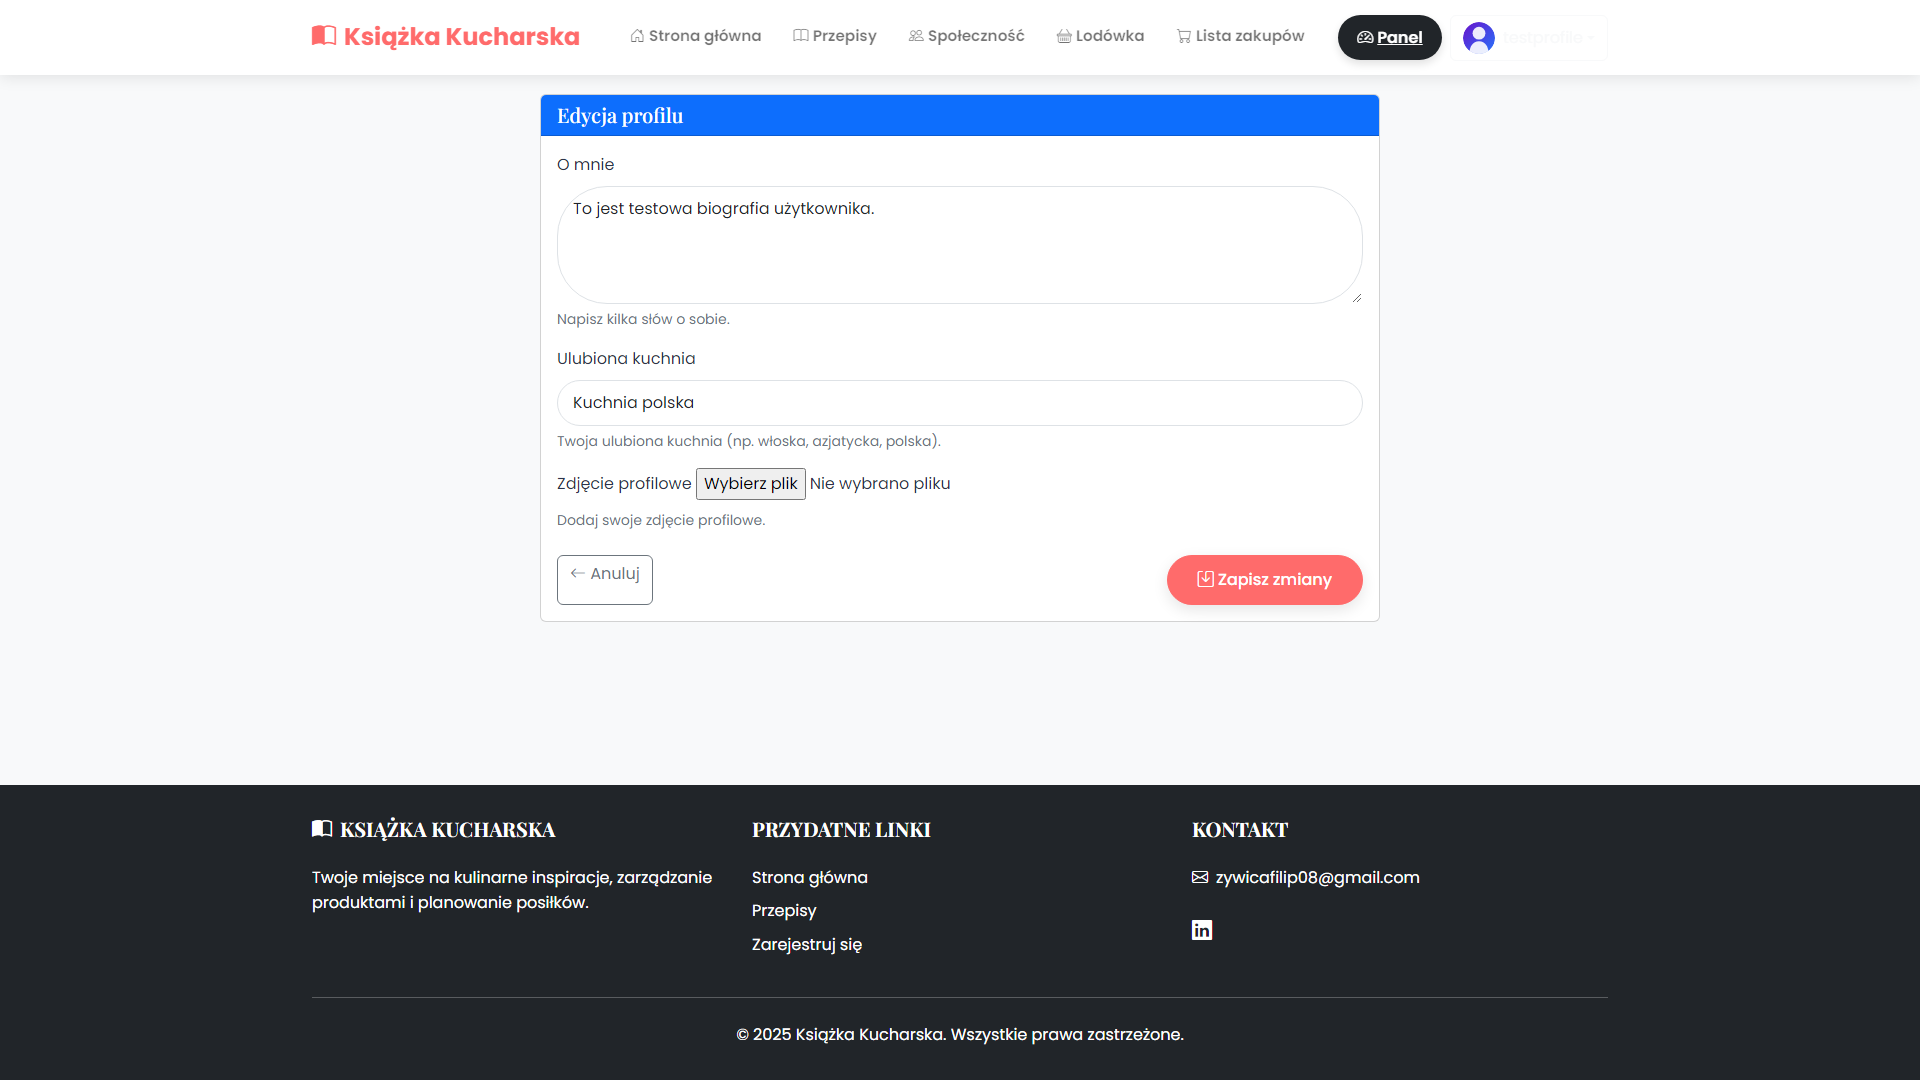 Książka Kucharska
Strona główna
Przepisy
Społeczność
Lodówka
Lista zakupów
Panel
testprofile
Edycja profilu
O mnie
To jest testowa biografia użytkownika.
Napisz kilka słów o sobie.
Ulubiona kuchnia
Kuchnia polska
Twoja ulubiona kuchnia (np. włoska, azjatycka, polska).
Zdjęcie profilowe Wybierz plik Nie wybrano pliku
Dodaj swoje zdjęcie profilowe.
Anuluj
Zapisz zmiany
KSIĄŻKA KUCHARSKA
Twoje miejsce na kulinarne inspiracje, zarządzanie
produktami i planowanie posiłków.
PRZYDATNE LINKI
Strona główna
Przepisy
Zarejestruj się
KONTAKT
zywicafilip08@gmail.com
© 2025 Książka Kucharska. Wszystkie prawa zastrzeżone.